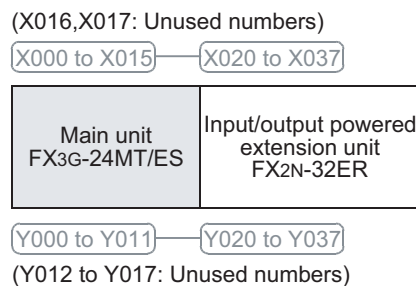 (X016,X017: Unused numbers)
X000 to X015 X020 to X037
Main unit
FX3G-24MT/ES
Input/output powered
extension unit
FX2N-32ER
Y000 to Y011 Y020 to Y037
(Y012 to Y017: Unused numbers)